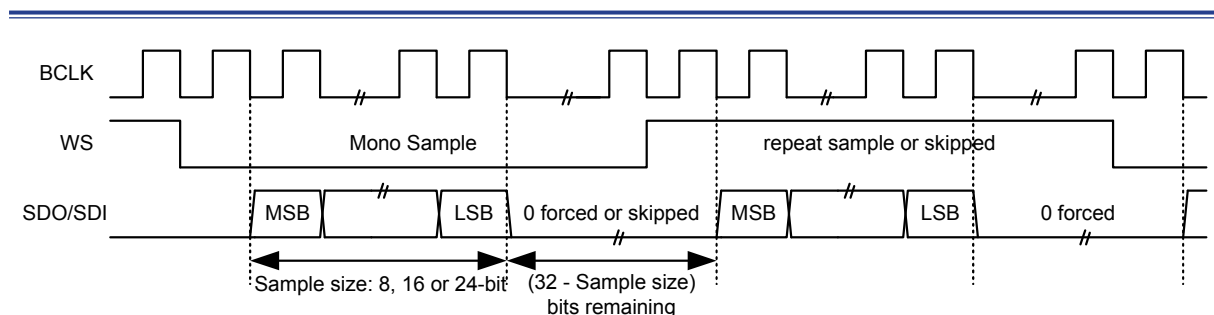 BCLK
WS
Mono Sample
repeat sample or skipped
SDO/SDI
MSB
LSB
0 forced or skipped
MSB
LSB
0 forced
Sample size: 8, 16 or 24-bit
(32 - Sample size)
bits remaining